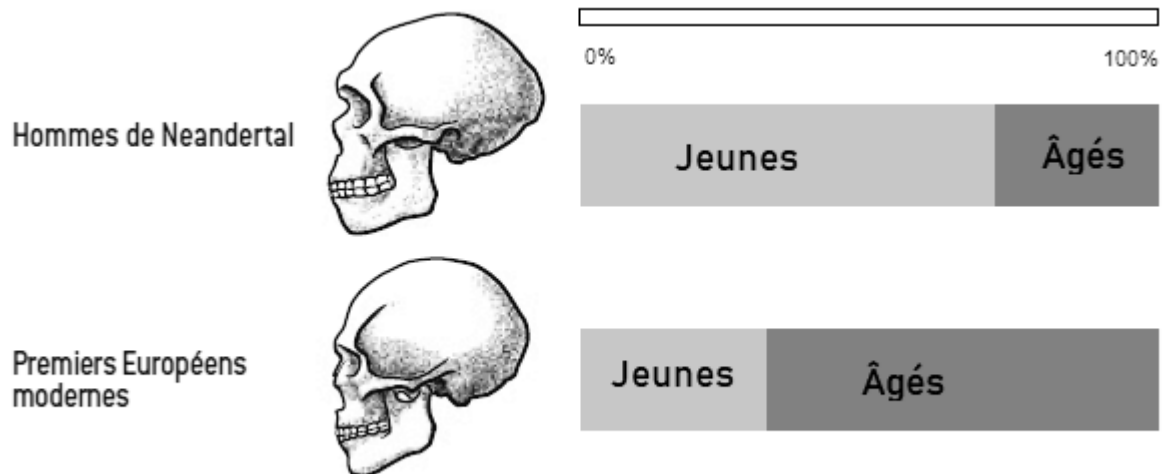 0% 100%
Hommes de Neandertal
Jeunes Âgés
Premiers Européens
modernes
Jeunes Âgés